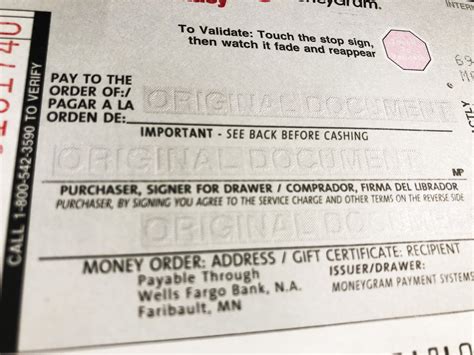 MoneyGram.
INTERN
To Validate: Touch the stop sign,
then watch it fade and reappear
PAY TO THE
ORDER OF:/
PAGAR A LA
ORDEN DE:
ORIGINAL DOCUMENT
IMPORTANT - SEE BACK BEFORE CASHING
ORIGINAL DOCUMENT
MP
PURCHASER, SIGNER FOR DRAWER / COMPRADOR, FIRMA DEL LIBRADOR
PURCHASER, BY SIGNING YOU AGREE TO THE SERVICE CHARGE AND OTHER TERMS ON THE REVERSE SIDE
ORIGINAL DOCUMENT
MONEY ORDER: ADDRESS / GIFT CERTIFICATE: RECIPIENT
Payable Through
Wells Fargo Bank, N.A.
Faribault, MN
ISSUER/DRAWER:
MONEYGRAM PAYMENT SYSTEMS
CALL 1-800-542-3590 TO VERIFY